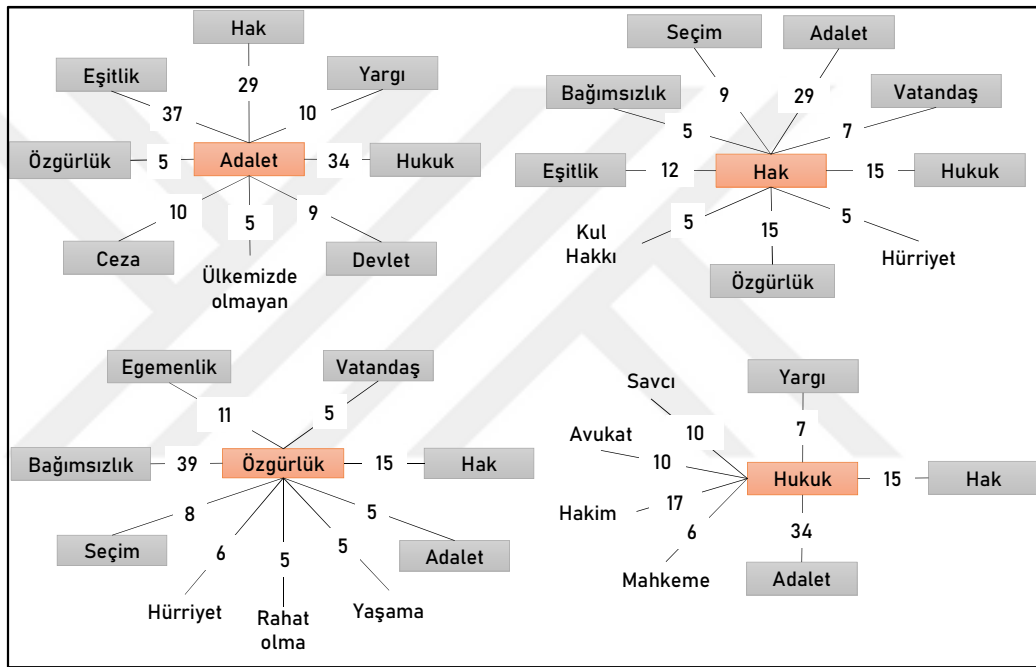 Hak
29
Eşitlik
Yargı
37
10
Özgürlük
5
Adalet
34
Hukuk
10
5
9
Ceza
Ülkemizde
olmayan
Devlet
Seçim
Adalet
9
29
Bağımsızlık
Vatandaş
5
7
Eşitlik
12
Hak
15
Hukuk
5
15
5
Kul
Hakkı
Özgürlük
Hürriyet
Egemenlik
Vatandaş
11
5
Bağımsızlık
39
Özgürlük
15
Hak
8
6
5
5
5
Seçim
Adalet
Hürriyet
Rahat
olma
Yaşama
Savcı
Yargı
10
7
Avukat
10
Hukuk
15
Hak
Hakim
17
6
34
Mahkeme
Adalet